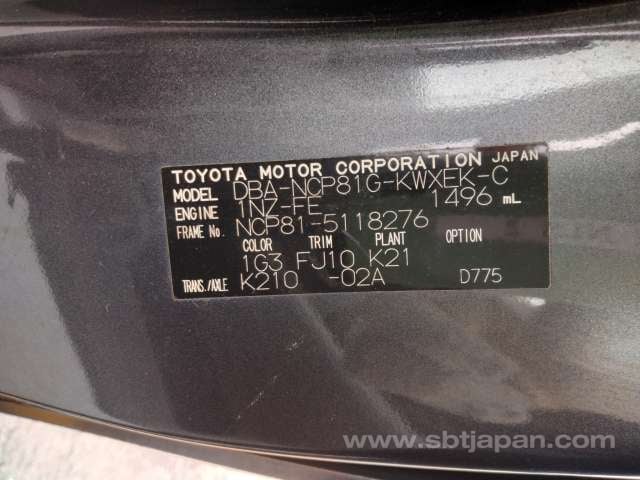 TOYOTA MOTOR CORPORATION JAPAN
MODEL DBA-NCP81G-KWXEK-C
ENGINE 1NZ-FE 1496 mL
FRAME No. NCP81-5118276
COLOR TRIM PLANT OPTION
1G3 FJ10 K21
TRANS./AXLE K210 -02A D775
www.sbtjapan.com